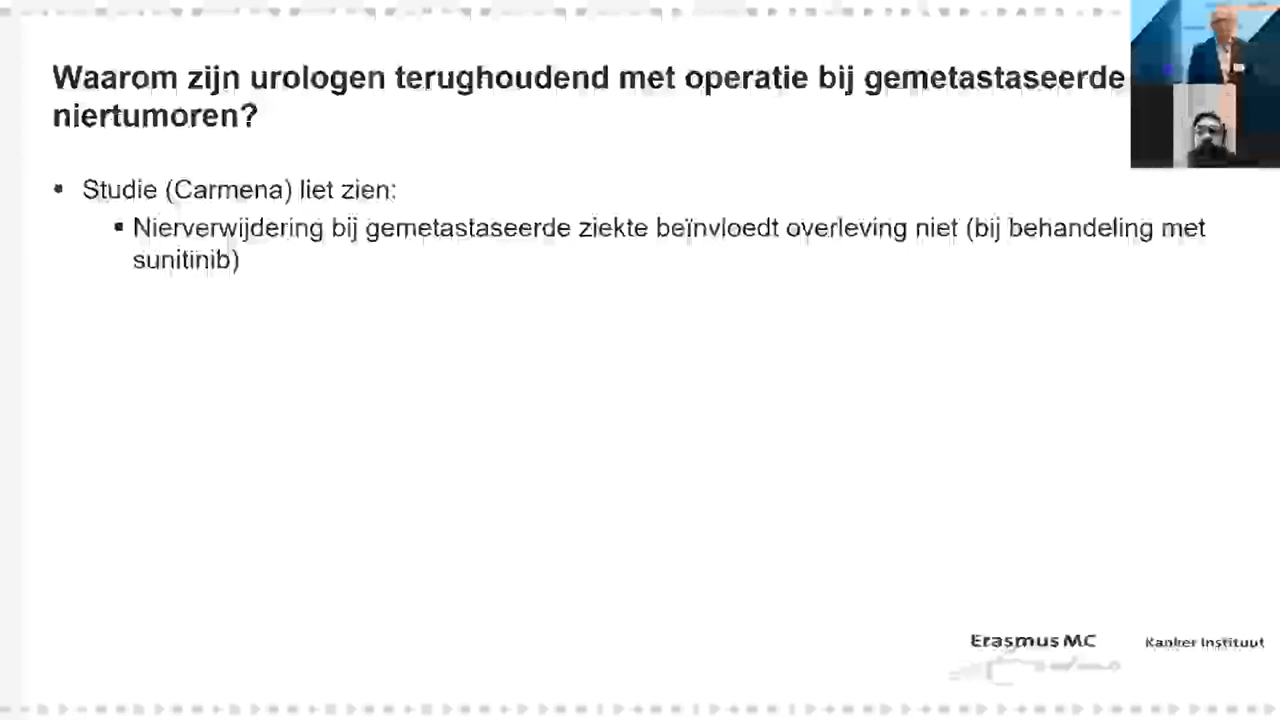 Waarom zijn urologen terughoudend met operatie bij gemetastaseerde
niertumoren?
▪ Studie (Carmena) liet zien:
▪ Nierverwijdering bij gemetastaseerde ziekte beïnvloedt overleving niet (bij behandeling met
sunitinib)
Erasmus MC Kanker Instituut